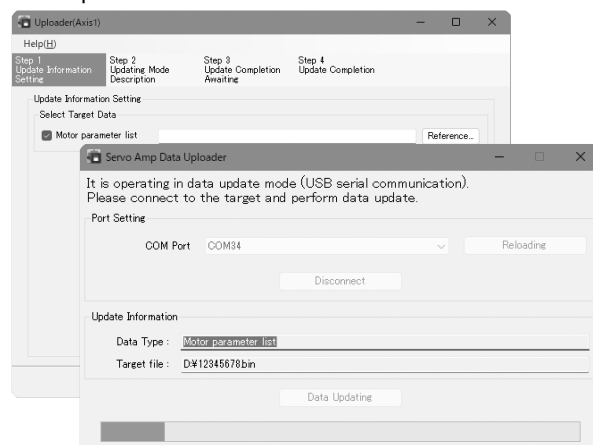 Uploader(Axis1)
Help(H)
Step 1
Update Information
Setting
Step 2
Updating Mode
Description
Step 3
Update Completion
Awaiting
Step 4
Update Completion
Update Information Setting
Select Target Data
Motor parameter list
Reference...
Servo Amp Data Uploader
It is operating in data update mode (USB serial communication).
Please connect to the target and perform data update.
Port Setting
COM Port COM34 Reloading
Disconnect
Update Information
Data Type : Motor parameter list
Target file : D:¥12345678.bin
Data Updating